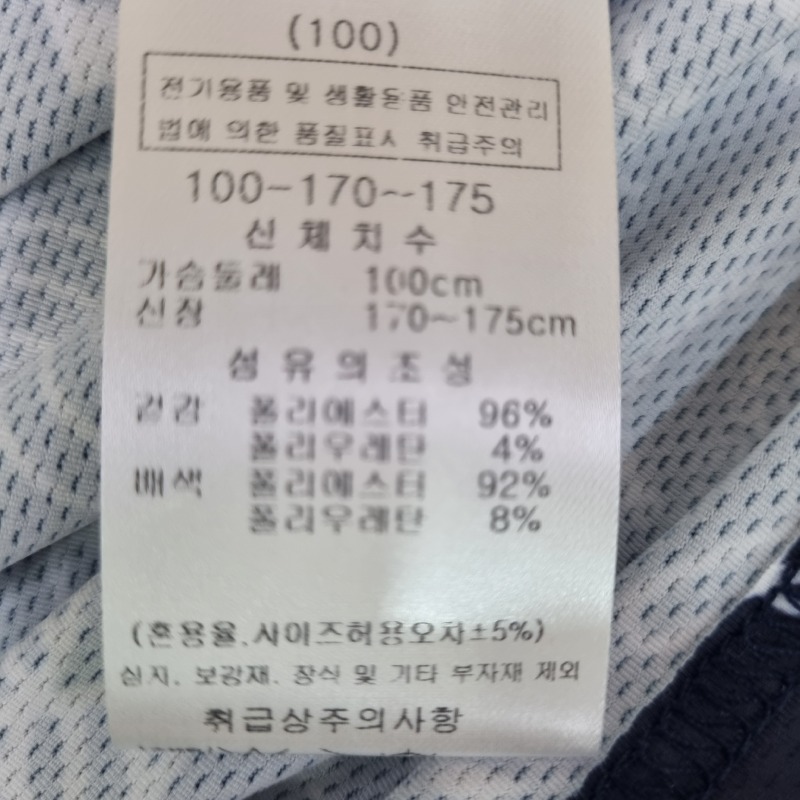 (100)
전기용품 및 생활용품 안전관리
법에 의한 품질표시 취급주의
100-170~-175
신체치수
가슴둘레 100cm
신장 170~175cm
섬유의조성
겉감 폴리에스터 96%
폴리우레탄 4%
배색 폴리에스터 92%
폴리우레탄 8%
(혼용율.사이즈허용오차±5%)
심지. 보강재. 장식 및 기타 부자재 제외
취급상주의사항